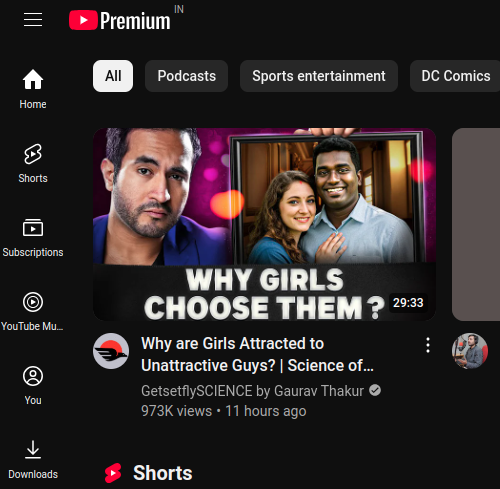 Premium IN
All
Podcasts
Sports entertainment
DC Comics
Home
Shorts
Subscriptions
YouTube Mu...
You
Downloads
WHY GIRLS
CHOOSE THEM?
29:33
Why are Girls Attracted to
Unattractive Guys? | Science of...
GetsetflySCIENCE by Gaurav Thakur
973K views • 11 hours ago
Shorts